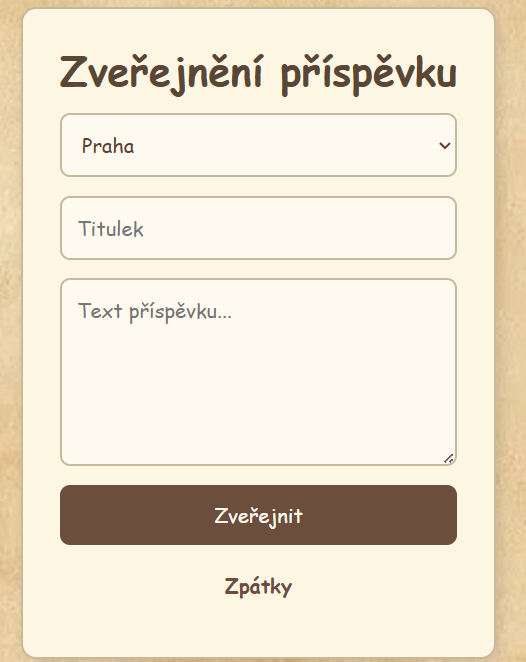 Zveřejnění příspěvku
Praha
Titulek
Text příspěvku...
Zveřejnit
Zpátky